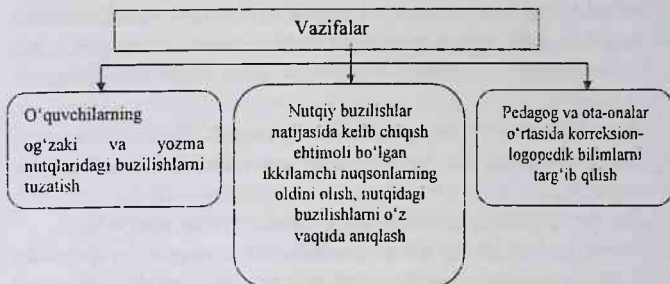 Vazifalar
O‘quvchilarning
og‘zaki va yozma
nutqlaridagi buzilishlarni
tuzatish
Nutqiy buzilishlar
natijasida kelib chiqish
ehtimoli bo‘lgan
ikkilamchi nuqsonlarning
oldini olish, nutqidagi
buzilishlarni o‘z
vaqtida aniqlash
Pedagog va ota-onalar
o‘rtasida korreksion-
logopedik bilimlarni
targ‘ib qilish